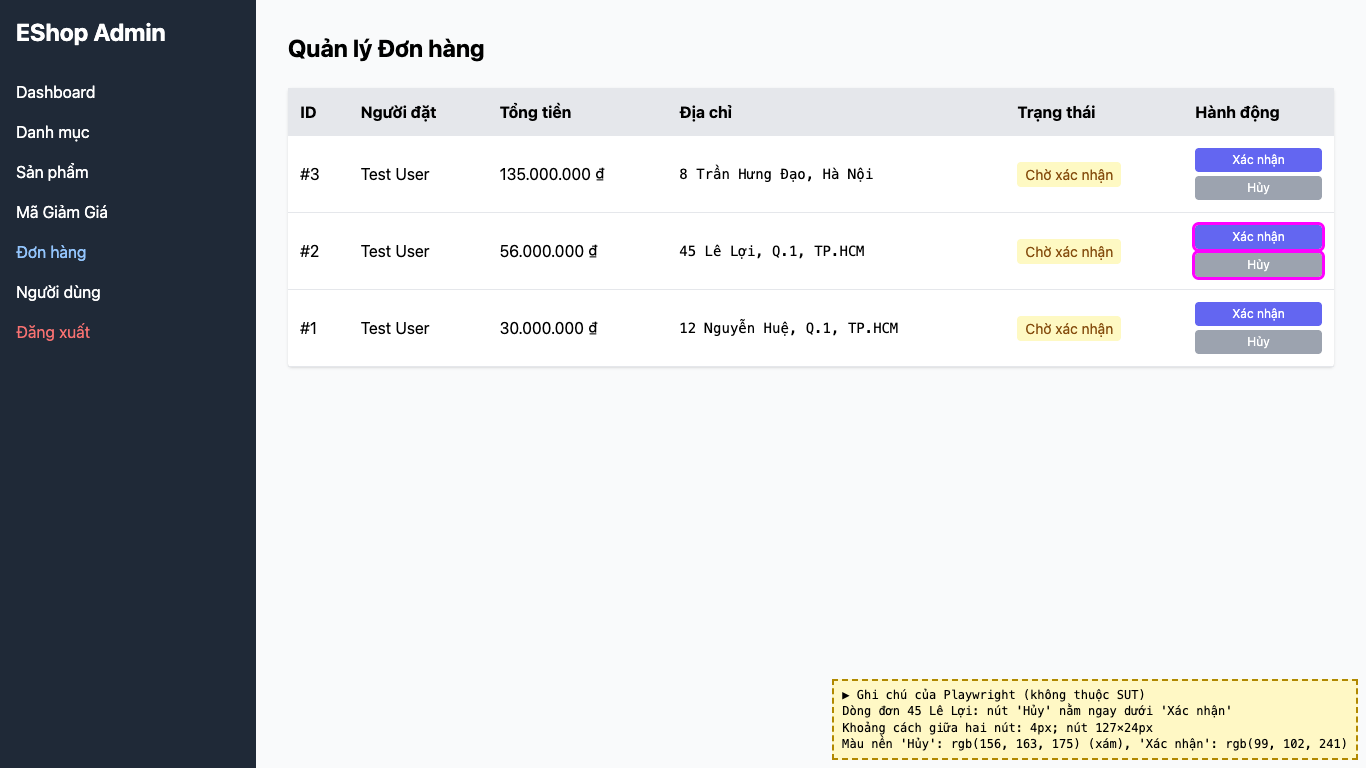 EShop Admin
Dashboard
Danh mục
Sản phẩm
Mã Giảm Giá
Đơn hàng
Người dùng
Đăng xuất
Quản lý Đơn hàng
ID Người đặt Tổng tiền Địa chỉ Trạng thái Hành động
#3 Test User 135.000.000 ₫ 8 Trần Hưng Đạo, Hà Nội Chờ xác nhận Xác nhận
Hủy
#2 Test User 56.000.000 ₫ 45 Lê Lợi, Q.1, TP.HCM Chờ xác nhận Xác nhận
Hủy
#1 Test User 30.000.000 ₫ 12 Nguyễn Huệ, Q.1, TP.HCM Chờ xác nhận Xác nhận
Hủy
▶ Ghi chú của Playwright (không thuộc SUT)
Dòng đơn 45 Lê Lợi: nút 'Hủy' nằm ngay dưới 'Xác nhận'
Khoảng cách giữa hai nút: 4px; nút 127×24px
Màu nền 'Hủy': rgb(156, 163, 175) (xám), 'Xác nhận': rgb(99, 102, 241)